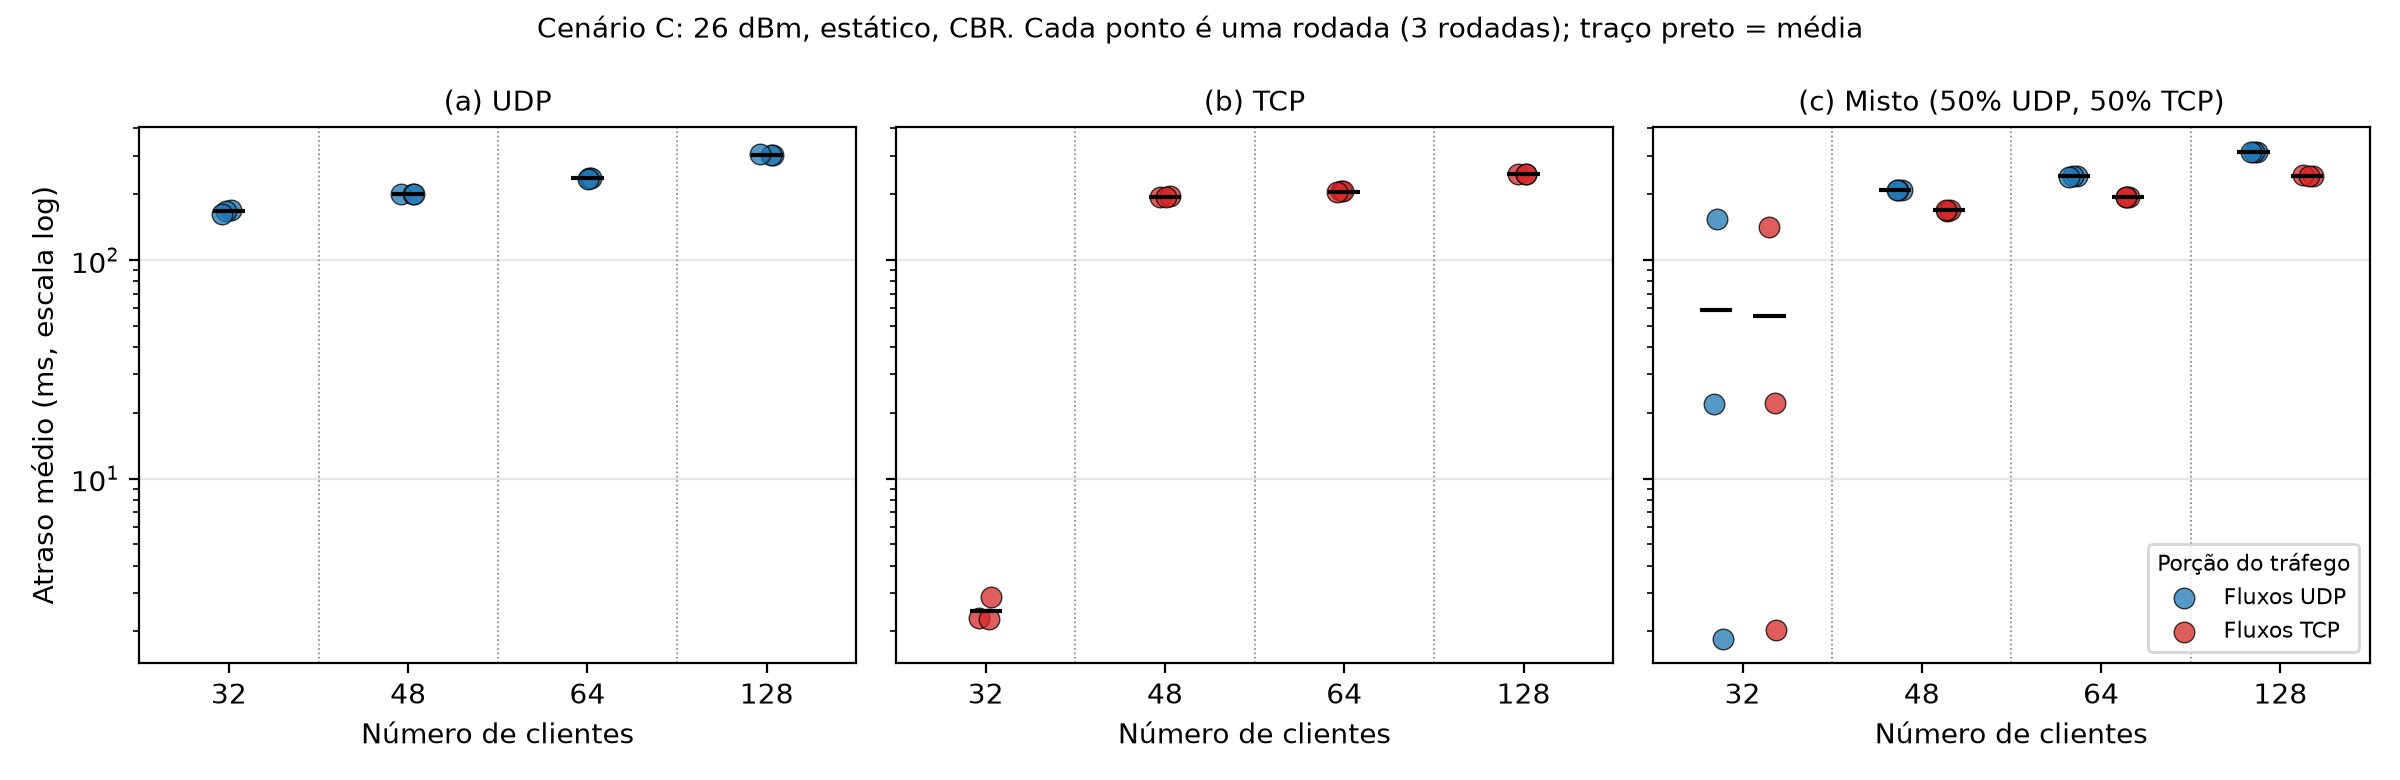 Cenário C: 26 dBm, estático, CBR. Cada ponto é uma rodada (3 rodadas); traço preto = média
(a) UDP
(b) TCP
(c) Misto (50% UDP, 50% TCP)
Atraso médio (ms, escala log)
10²
10¹
32 48 64 128
32 48 64 128
32 48 64 128
Número de clientes
Número de clientes
Número de clientes
Porção do tráfego
Fluxos UDP
Fluxos TCP